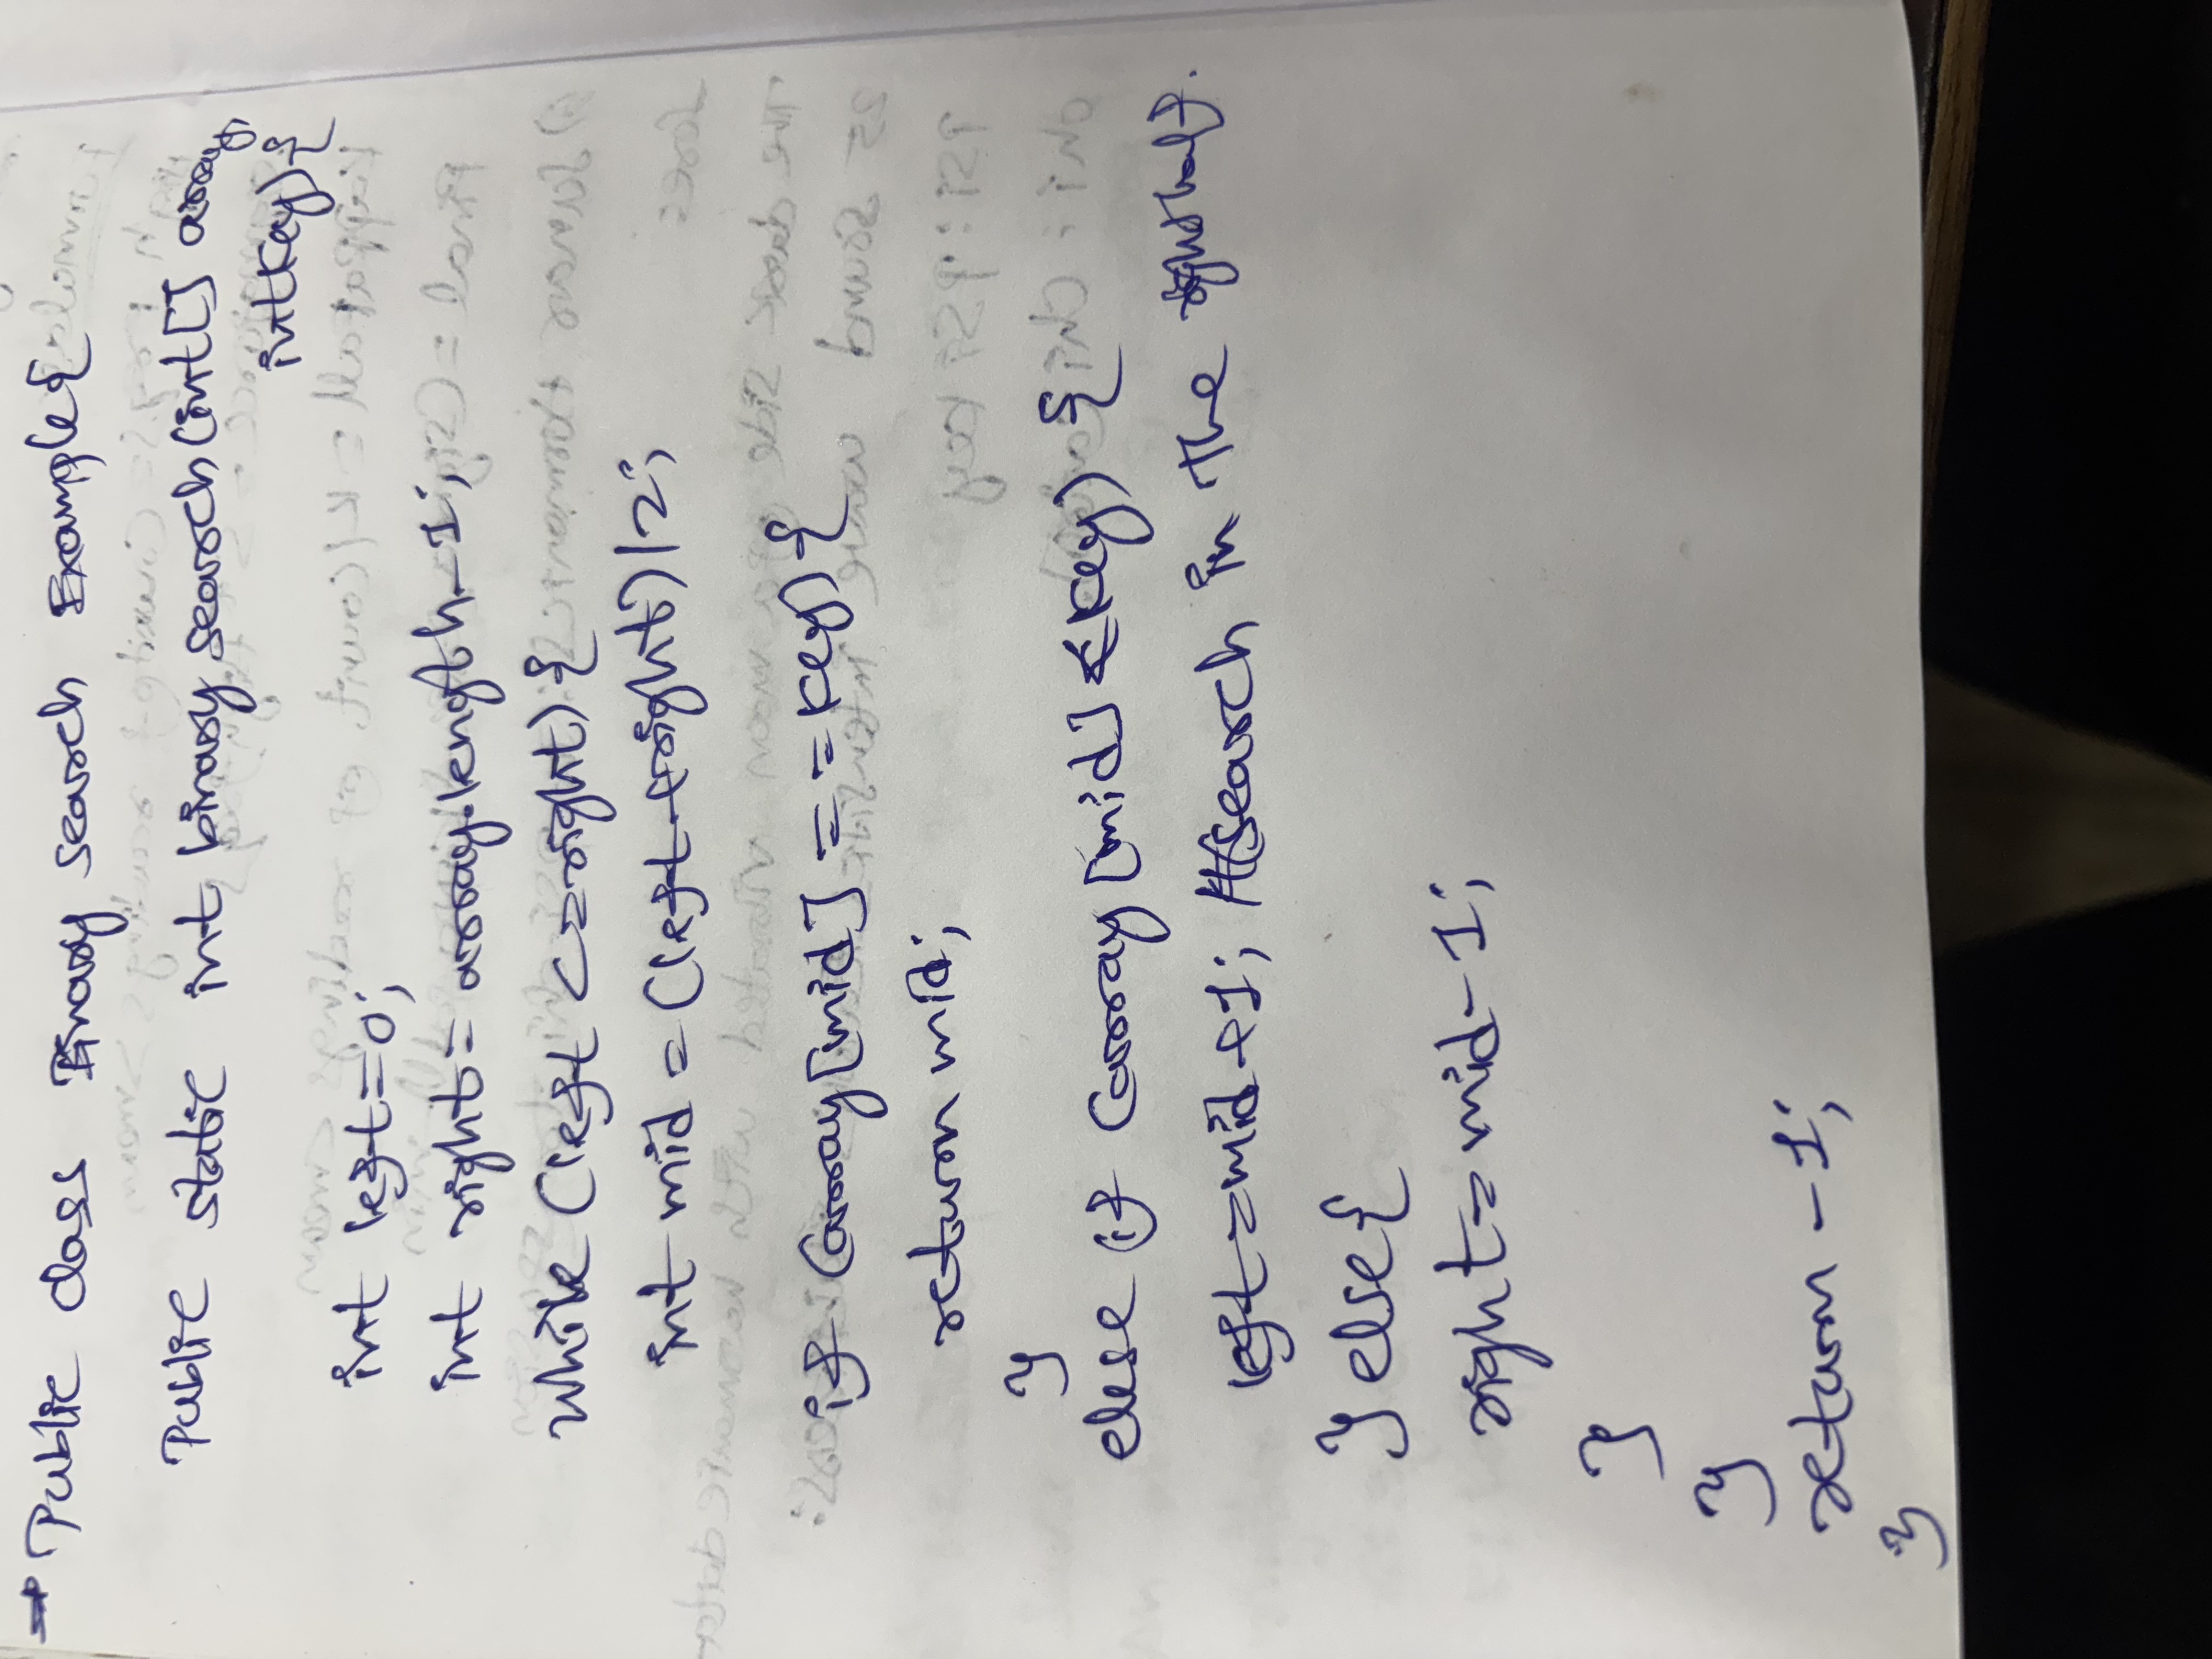 → Public class Binary search Example{
Public static int binary search(int[] array,
int key){
int left=0;
int right=array.length-1;
while (left <=right){
int mid = (left+right)/2;
if (array[mid] ==key){
return mid;
}
else if (array[mid]<key) {
left=mid+1; //search in the right half.
}else{
right=mid-1;
}
}
return -1;
}